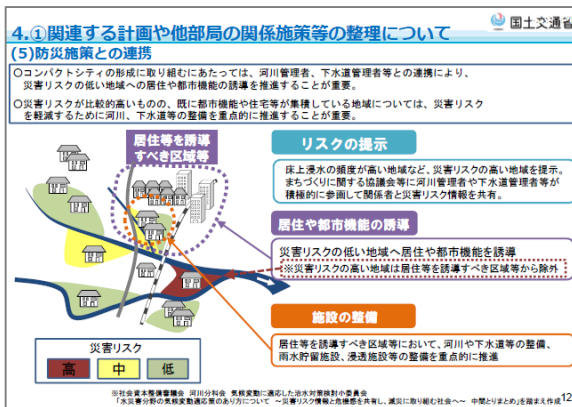 4.①関連する計画や他部局の関係施策等の整理について
国土交通省
(5)防災施策との連携
○コンパクトシティの形成に取り組むにあたっては、河川管理者、下水道管理者等との連携により、
災害リスクの低い地域への居住や都市機能の誘導を推進することが重要。
○災害リスクが比較的高いものの、既に都市機能や住宅等が集積している地域については、災害リスク
を軽減するために河川、下水道等の整備を重点的に推進することが重要。
居住等を誘導
すべき区域等
リスクの提示
床上浸水の頻度が高い地域など、災害リスクの高い地域を提示。
まちづくりに関する協議会等に河川管理者や下水道管理者等が
積極的に参画して関係者と災害リスク情報を共有。
居住や都市機能の誘導
災害リスクの低い地域へ居住や都市機能を誘導
※災害リスクの高い地域は居住等を誘導すべき区域等から除外
施設の整備
居住等を誘導すべき区域等において、河川や下水道等の整備、
雨水貯留施設、浸透施設等の整備を重点的に推進
災害リスク
高 中 低
※社会資本整備審議会 河川分科会 気候変動に適応した治水対策検討小委員会
「水災害分野の気候変動適応策のあり方について ～災害リスク情報と危機感を共有し、減災に取り組む社会へ～ 中間とりまとめ」を踏まえ作成
12